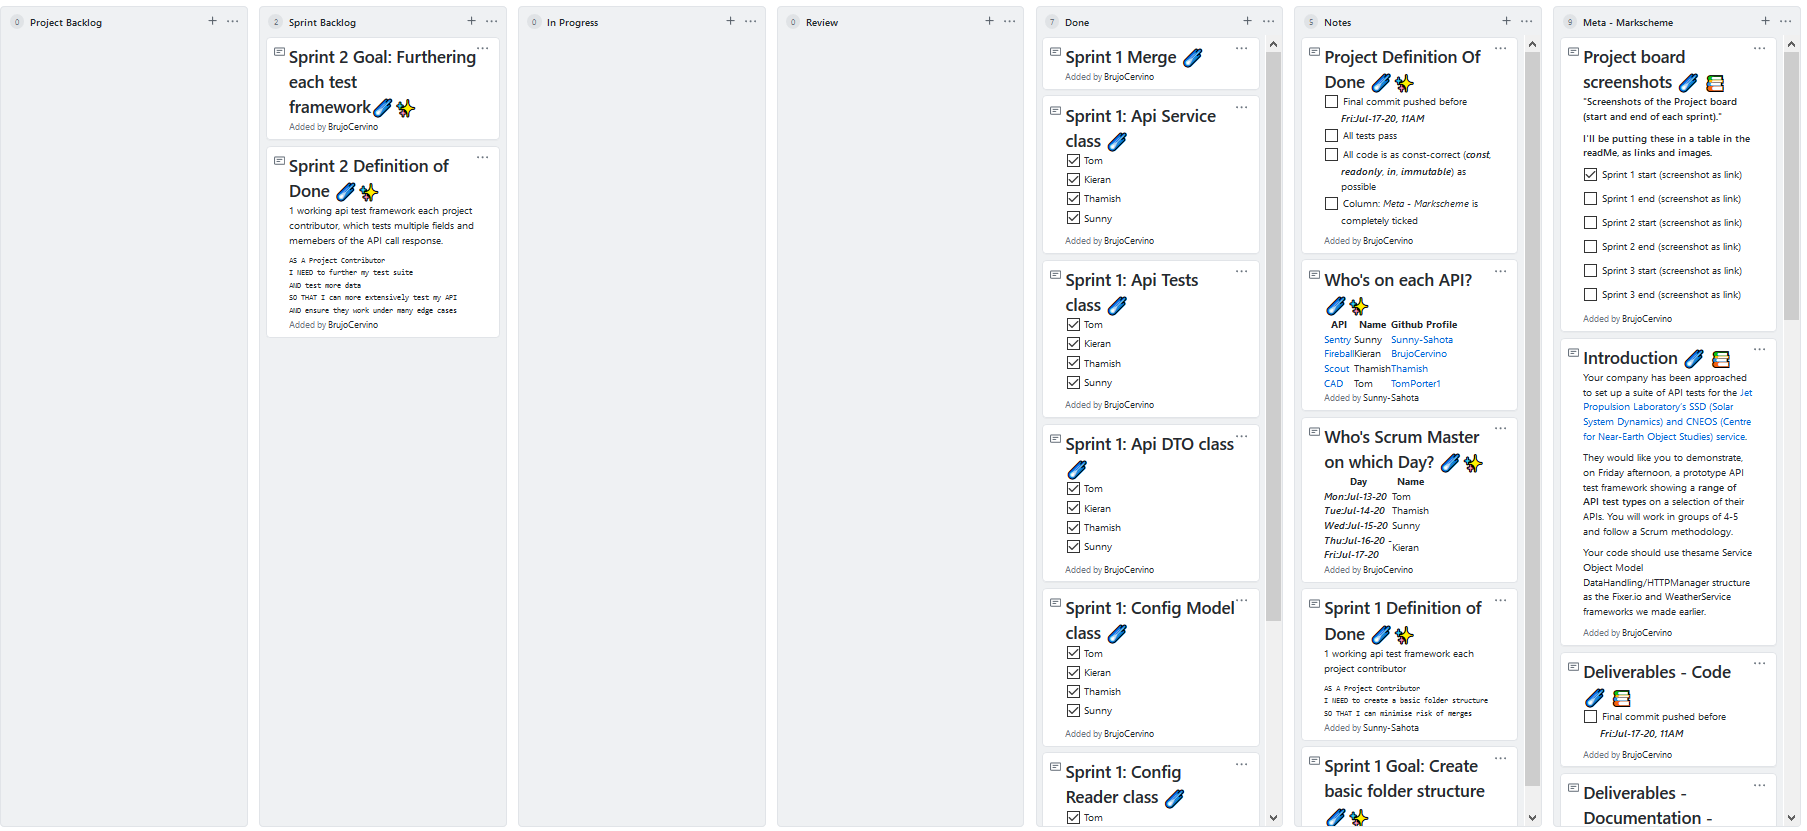 0 Project Backlog
2 Sprint Backlog
Sprint 2 Goal: Furthering
each test
framework
Added by BrujoCervino
Sprint 2 Definition of
Done
1 working api test framework each project
contributor, which tests multiple fields and
memebers of the API call response.
AS A Project Contributor
I NEED to further my test suite
AND test more data
SO THAT I can more extensively test my API
AND ensure they work under many edge cases
Added by BrujoCervino
0 In Progress
0 Review
7 Done
Sprint 1 Merge
Added by BrujoCervino
Sprint 1: Api Service
class
Tom
Kieran
Thamish
Sunny
Added by BrujoCervino
Sprint 1: Api Tests
class
Tom
Kieran
Thamish
Sunny
Added by BrujoCervino
Sprint 1: Api DTO class
Tom
Kieran
Thamish
Sunny
Added by BrujoCervino
Sprint 1: Config Model
class
Tom
Kieran
Thamish
Sunny
Added by BrujoCervino
Sprint 1: Config
Reader class
Tom
5 Notes
Project Definition Of
Done
Final commit pushed before
Fri:Jul-17-20, 11AM
All tests pass
All code is as const-correct (const,
readonly, in, immutable) as
possible
Column: Meta - Markscheme is
completely ticked
Added by BrujoCervino
Who's on each API?
API Name Github Profile
Sentry Sunny Sunny-Sahota
Fireball Kieran BrujoCervino
Scout Thamish Thamish
CAD Tom TomPorter1
Added by Sunny-Sahota
Who's Scrum Master
on which Day?
Day Name
Mon:Jul-13-20 Tom
Tue:Jul-14-20 Thamish
Wed:Jul-15-20 Sunny
Thu:Jul-16-20 -
Fri:Jul-17-20 Kieran
Added by BrujoCervino
Sprint 1 Definition of
Done
1 working api test framework each
project contributor
AS A Project Contributor
I NEED to create a basic folder structure
SO THAT I can minimise risk of merges
Added by Sunny-Sahota
Sprint 1 Goal: Create
basic folder structure
9 Meta - Markscheme
Project board
screenshots
"Screenshots of the Project board
(start and end of each sprint)."
I'll be putting these in a table in the
readMe, as links and images.
Sprint 1 start (screenshot as link)
Sprint 1 end (screenshot as link)
Sprint 2 start (screenshot as link)
Sprint 2 end (screenshot as link)
Sprint 3 start (screenshot as link)
Sprint 3 end (screenshot as link)
Added by BrujoCervino
Introduction
Your company has been approached
to set up a suite of API tests for the Jet
Propulsion Laboratory's SSD (Solar
System Dynamics) and CNEOS (Centre
for Near-Earth Object Studies) service.
They would like you to demonstrate,
on Friday afternoon, a prototype API
test framework showing a range of
API test types on a selection of their
APIs. You will work in groups of 4-5
and follow a Scrum methodology.
Your code should use thesame Service
Object Model
DataHandling/HTTPManager structure
as the Fixer.io and WeatherService
frameworks we made earlier.
Added by BrujoCervino
Deliverables - Code
Final commit pushed before
Fri:Jul-17-20, 11AM
Added by BrujoCervino
Deliverables -
Documentation -